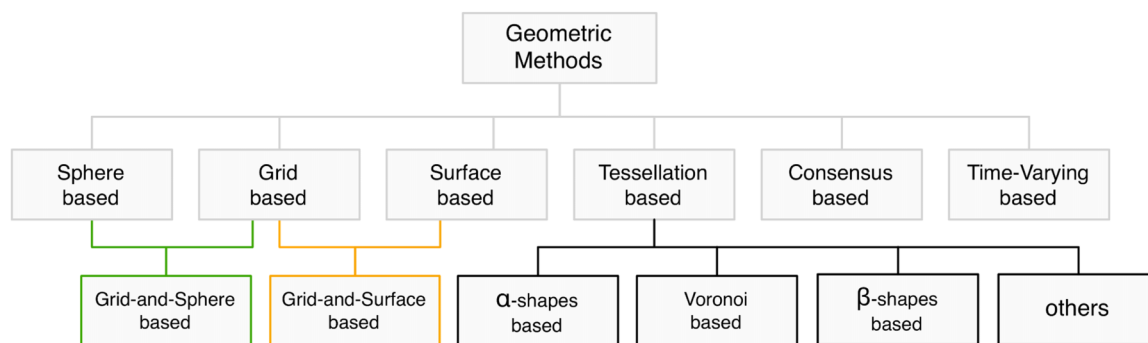 Geometric
Methods
Sphere
based
Grid
based
Surface
based
Tessellation
based
Consensus
based
Time-Varying
based
Grid-and-Sphere
based
Grid-and-Surface
based
α-shapes
based
Voronoi
based
β-shapes
based
others